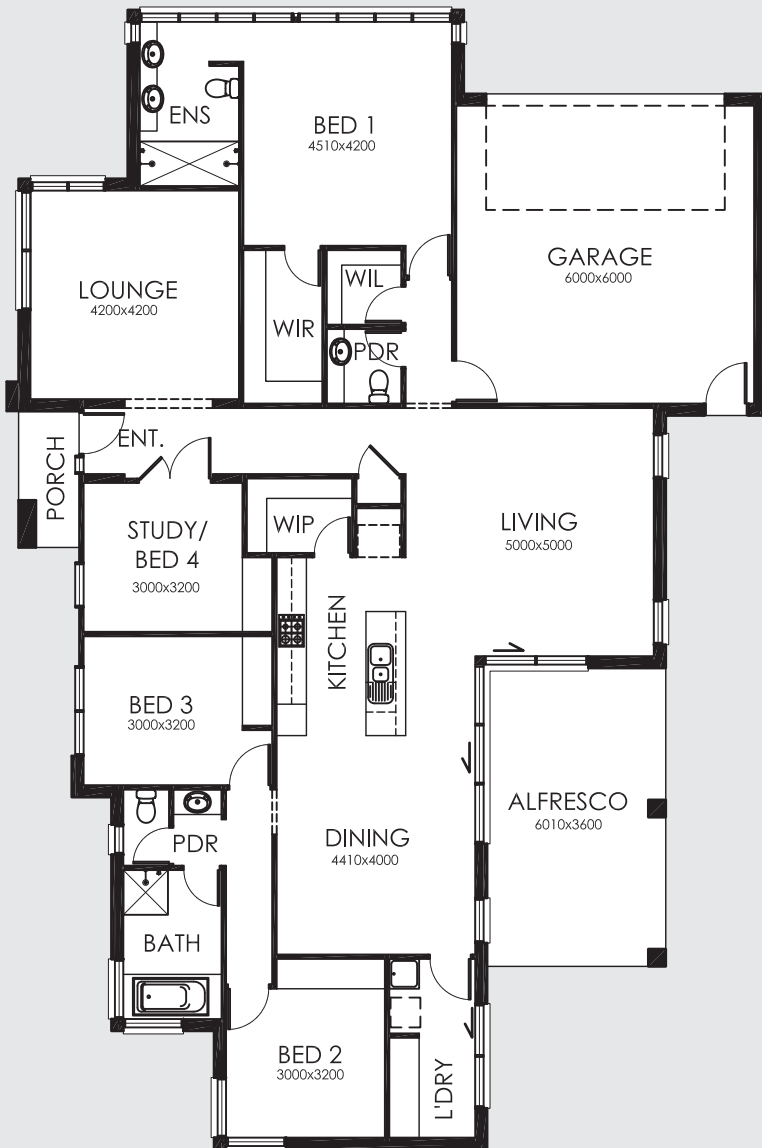 ENS
BED 1
4510x4200
GARAGE
6000x6000
LOUNGE
4200x4200
WIL
WIR
PDR
ENT.
PORCH
STUDY/
BED 4
3000x3200
WIP
LIVING
5000x5000
KITCHEN
BED 3
3000x3200
PDR
DINING
4410x4000
ALFRESCO
6010x3600
BATH
BED 2
3000x3200
L'DRY